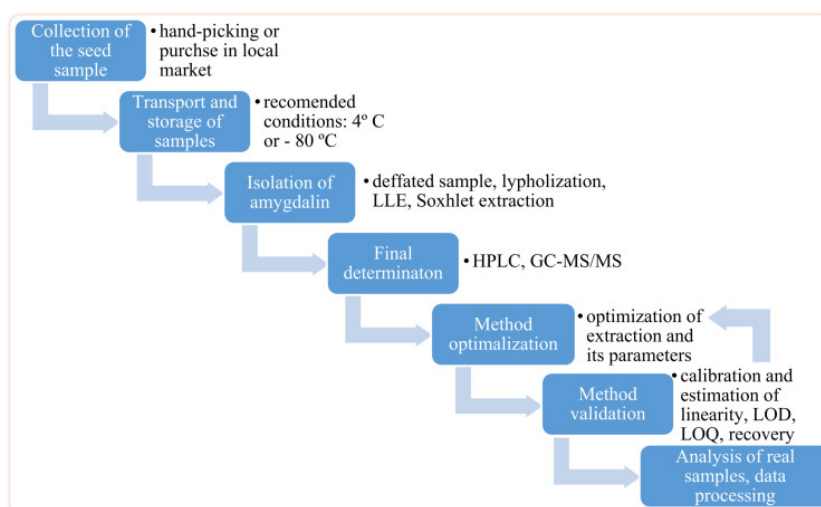 Collection of
the seed
sample
• hand-picking or
purchse in local
market
Transport and
storage of
samples
• recomended
conditions: 4º C
or - 80 ºC
Isolation of
amygdalin
• deffated sample, lypholization,
LLE, Soxhlet extraction
Final
determinaton
• HPLC, GC-MS/MS
Method
optimalization
• optimization of
extraction and
its parameters
Method
validation
• calibration and
estimation of
linearity, LOD,
LOQ, recovery
Analysis of real
samples, data
processing